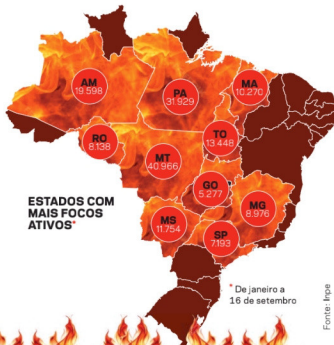 AM
19.598
PA
31.929
MA
10.270
RO
8.138
TO
13.448
MT
40.966
GO
5.277
MG
8.976
MS
11.754
SP
7.193
ESTADOS COM
MAIS FOCOS
ATIVOS*
* De janeiro a
16 de setembro
Fonte: Inpe